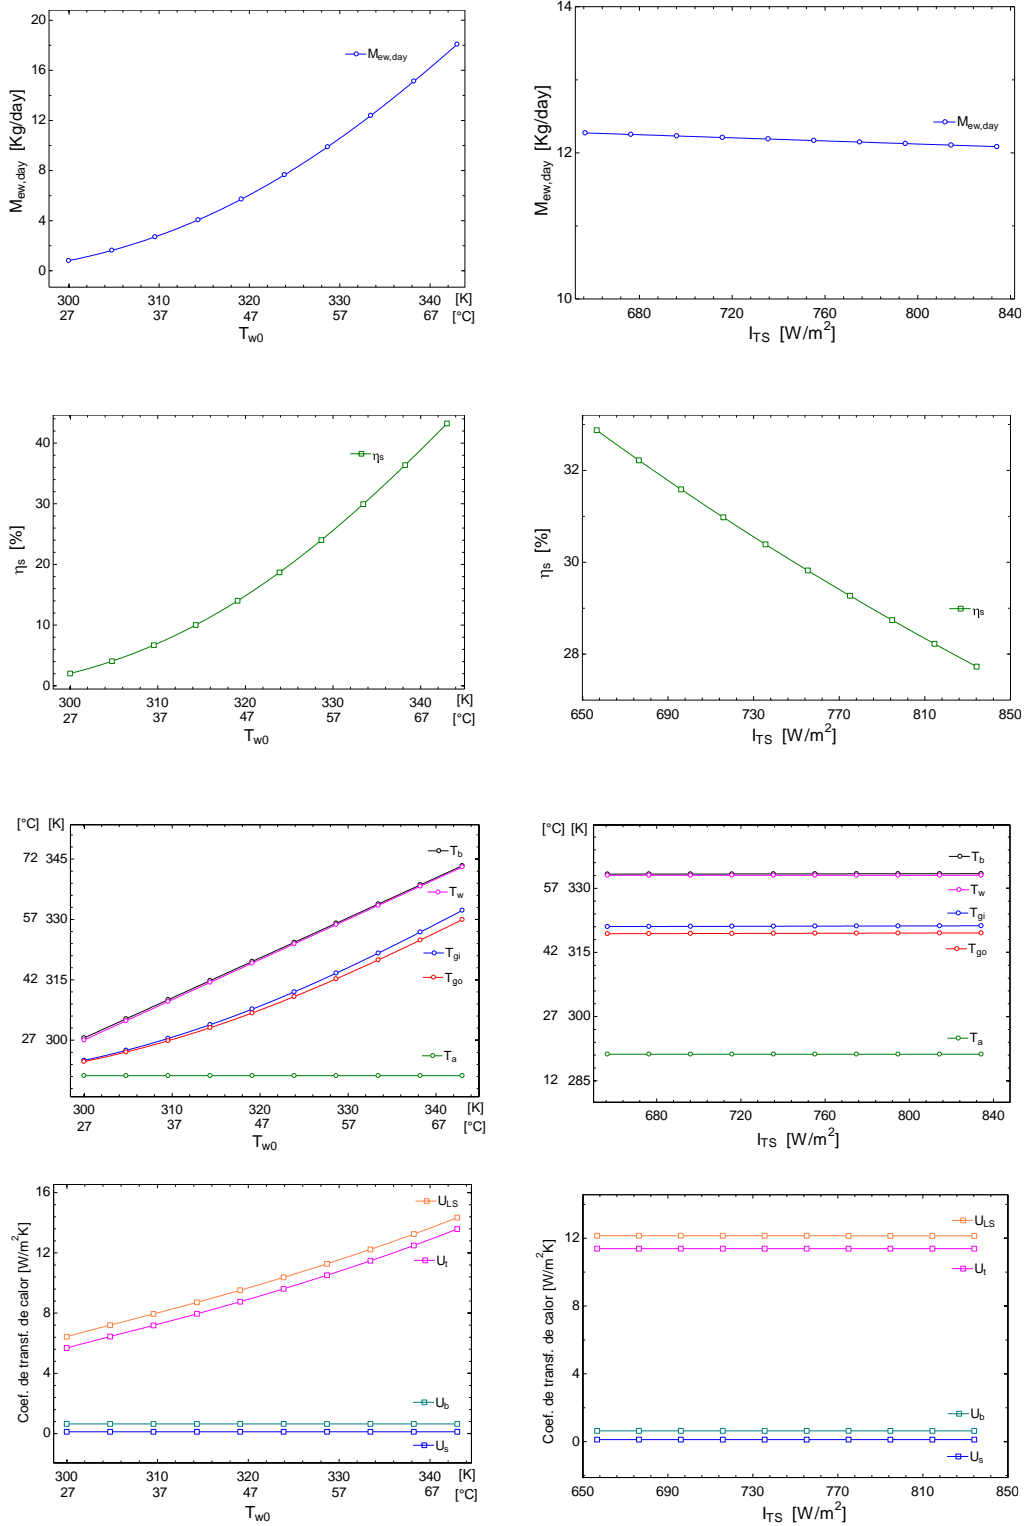 20
16
12
8
4
0
M_ew,day [Kg/day]
M_ew,day
300 310 320 330 340 [K]
27 37 47 57 67 [°C]
T_w0
14
12
10
M_ew,day [Kg/day]
M_ew,day
680 720 760 800 840
I_TS [W/m²]
40
30
20
10
0
η_s [%]
η_s
300 310 320 330 340 [K]
27 37 47 57 67 [°C]
T_w0
32
30
28
η_s [%]
η_s
650 690 730 770 810 850
I_TS [W/m²]
[°C] [K]
72 345
57 330
42 315
27 300
T_b
T_w
T_gi
T_go
T_a
300 310 320 330 340 [K]
27 37 47 57 67 [°C]
T_w0
[°C] [K]
57 330
42 315
27 300
12 285
T_b
T_w
T_gi
T_go
T_a
680 720 760 800 840
I_TS [W/m²]
16
12
8
4
0
Coef. de transf. de calor [W/m²K]
U_LS
U_t
U_b
U_s
300 310 320 330 340 [K]
27 37 47 57 67 [°C]
T_w0
12
8
4
0
Coef. de transf. de calor [W/m²K]
U_LS
U_t
U_b
U_s
650 690 730 770 810 850
I_TS [W/m²]